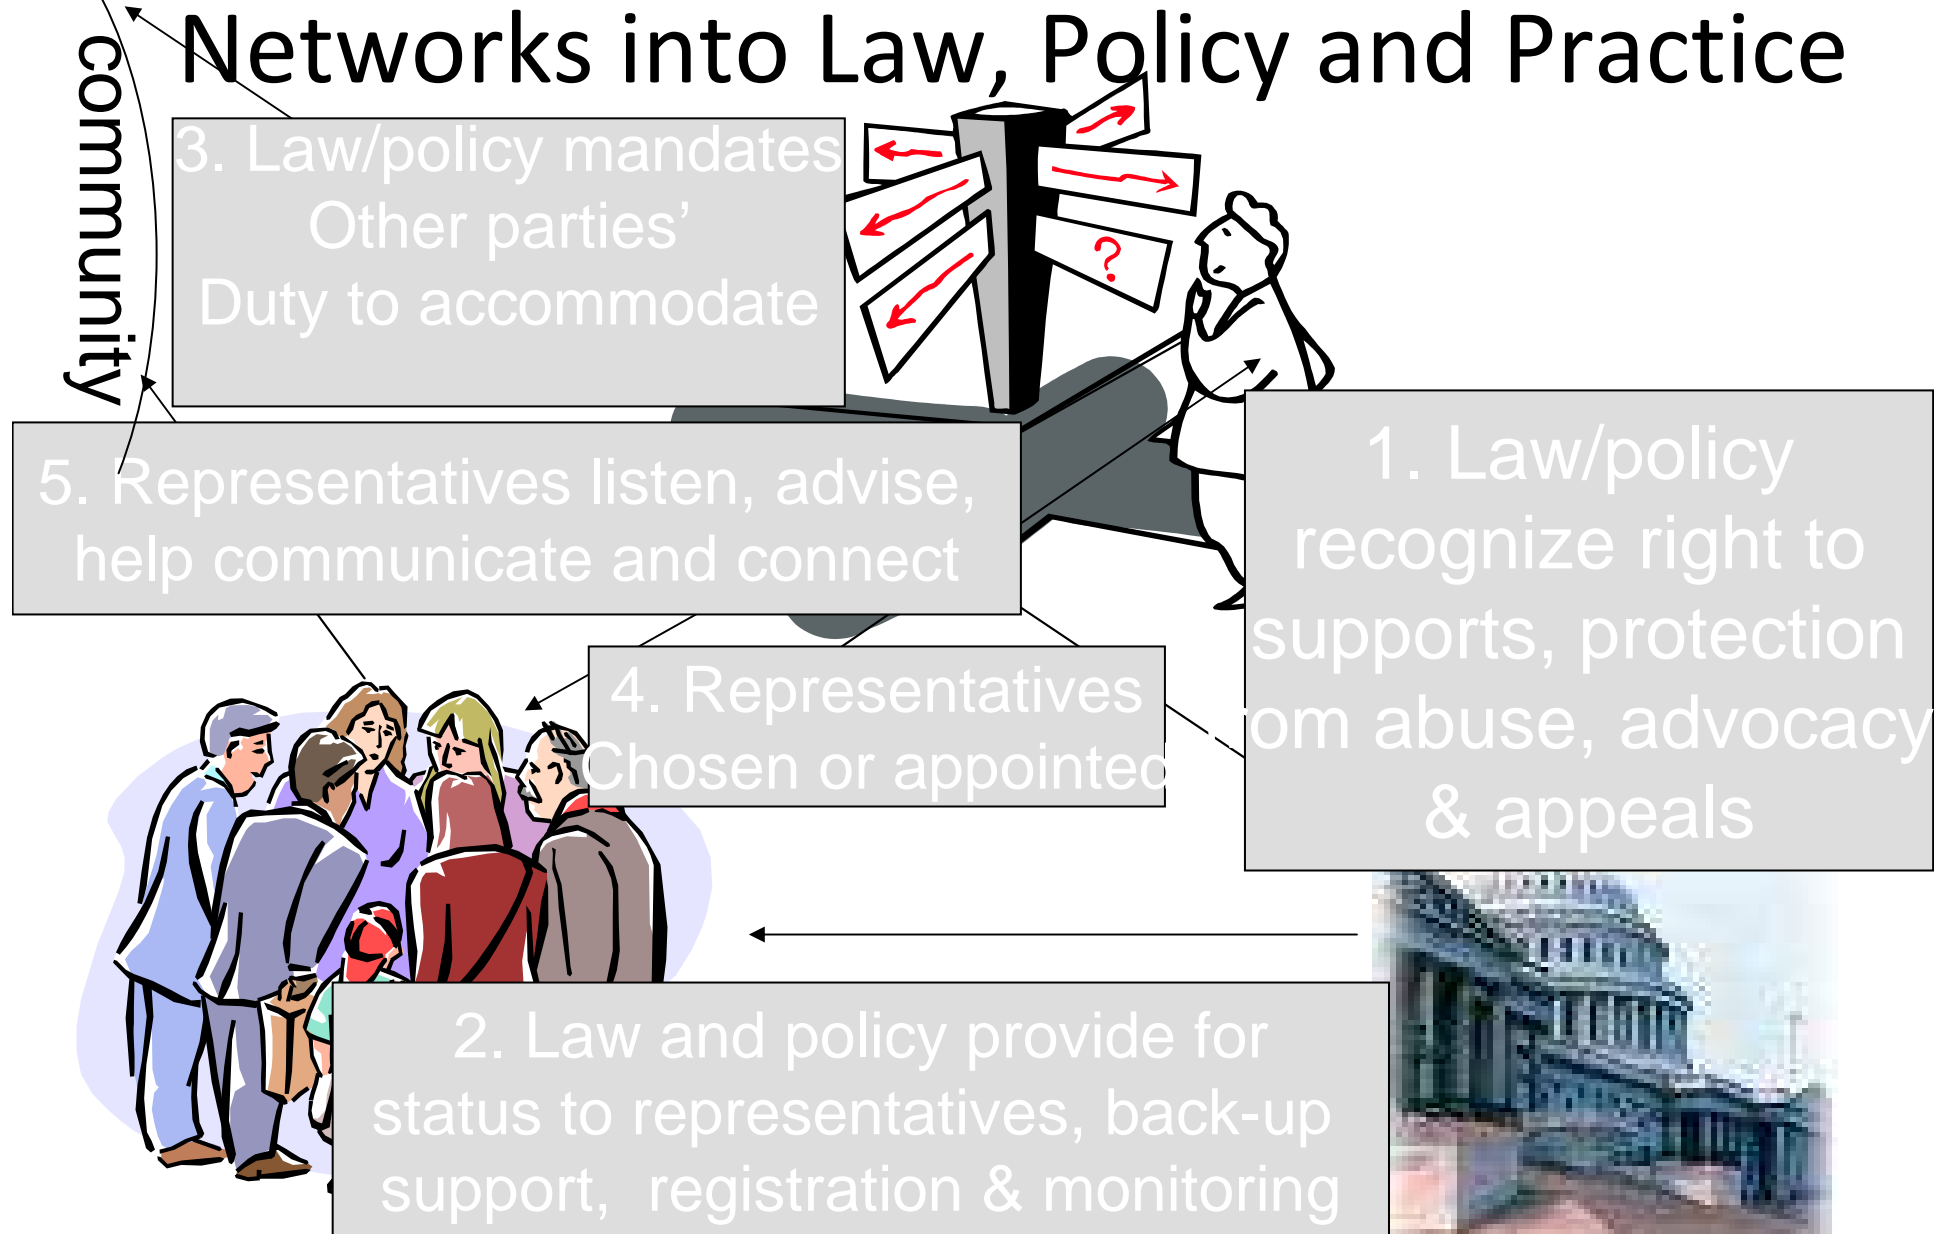 Networks into Law, Policy and Practice
community
3. Law/policy mandates
Other parties’
Duty to accommodate
?
5. Representatives listen, advise,
help communicate and connect
1. Law/policy
recognize right to
supports, protection
om abuse, advocacy
& appeals
4. Representatives
Chosen or appointed
2. Law and policy provide for
status to representatives, back-up
support, registration & monitoring